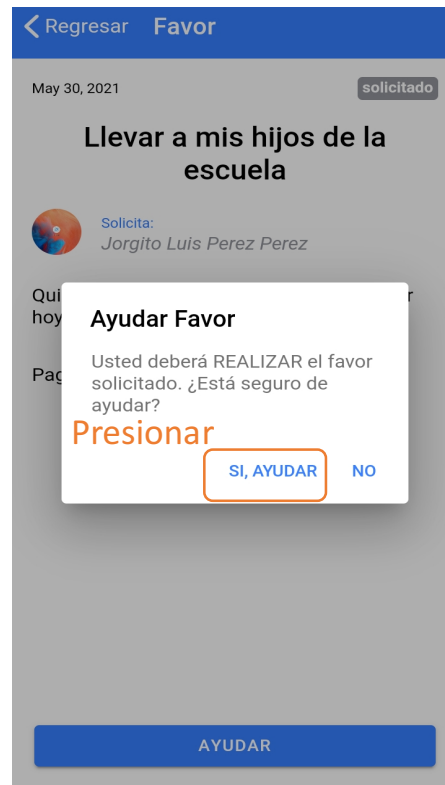 Regresar Favor
May 30, 2021 solicitado
Llevar a mis hijos de la
escuela
Solicita:
Jorgito Luis Perez Perez
hoy
Ayudar Favor
Usted deberá REALIZAR el favor
solicitado. ¿Está seguro de
ayudar?
Presionar
SI, AYUDAR NO
AYUDAR